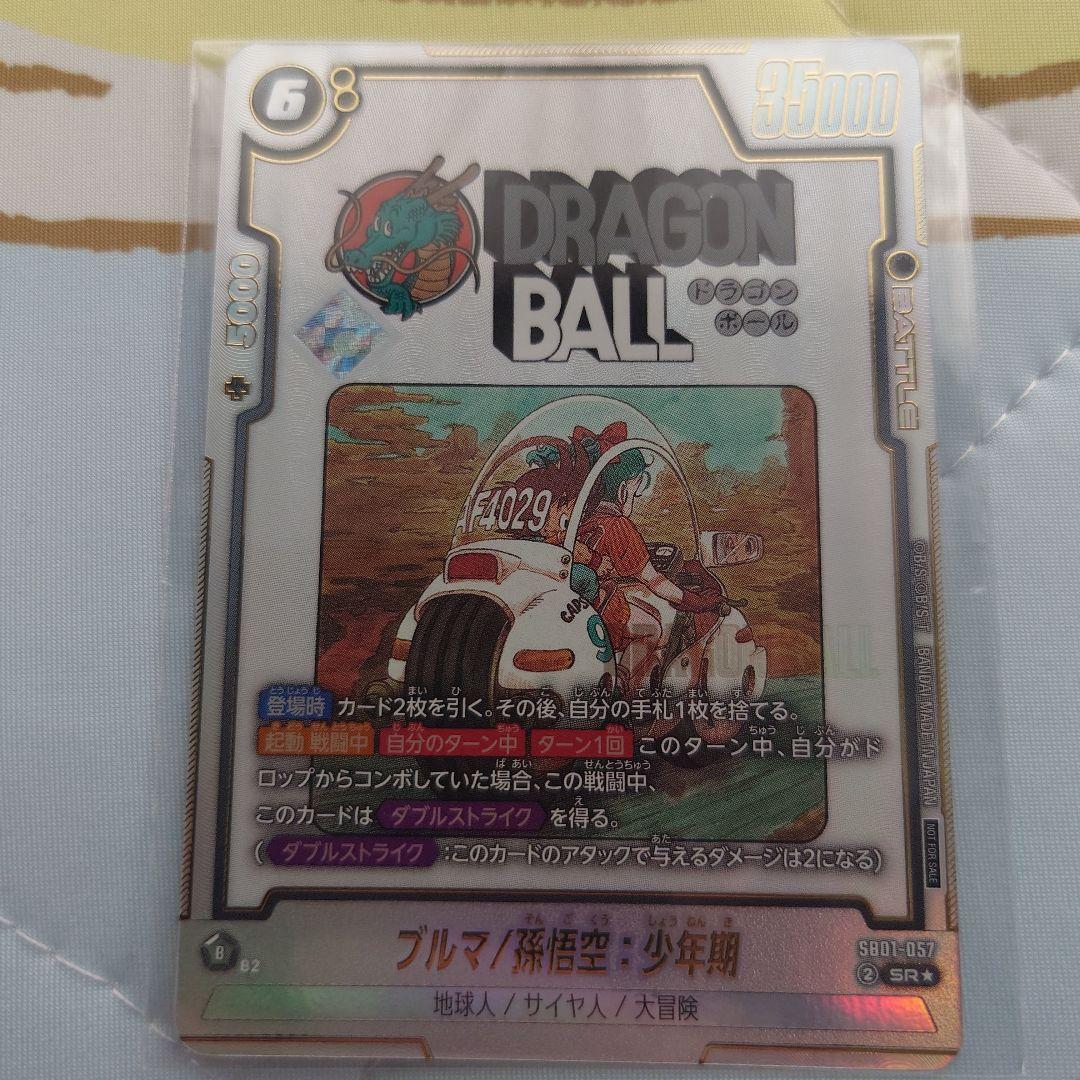 6
8
35000
5000
BATTLE
DRAGON
BALL
ドラゴン
ボール
AF4029
CAPS
9
登場時 カード2枚を引く。その後、自分の手札1枚を捨てる。
起動 戦闘中 自分のターン中 ターン1回 このターン中、自分がド
ロップからコンボしていた場合、この戦闘中、
このカードは ダブルストライク を得る。
( ダブルストライク :このカードのアタックで与えるダメージは2になる)
©B/S ©B/S・T BANDAI MADE IN JAPAN
NOT FOR SALE
B
B2
ブルマ/孫悟空:少年期
SB01-057
② SR★
地球人 / サイヤ人 / 大冒険